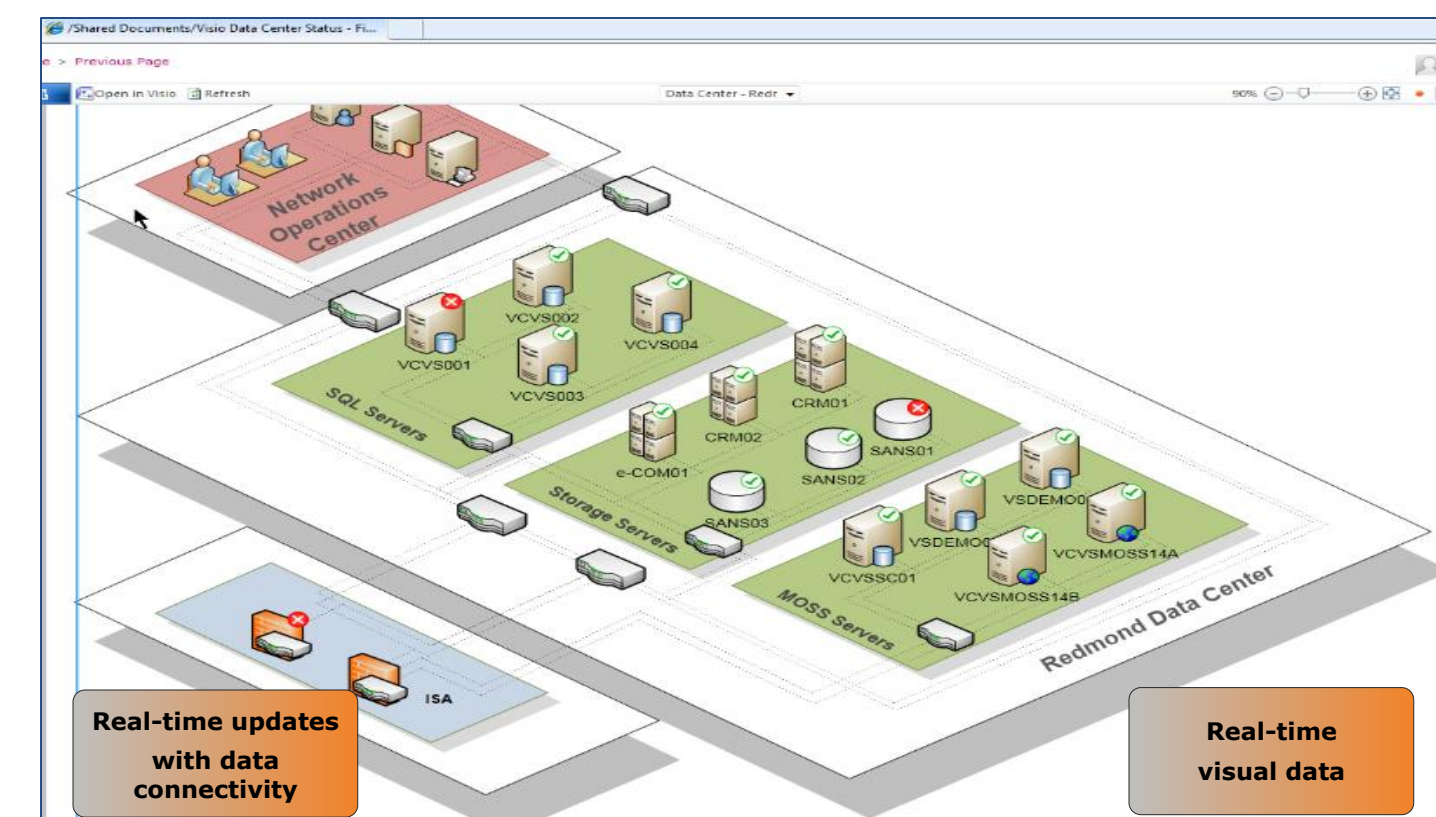 /Shared Documents/Visio Data Center Status - Fi...
e > Previous Page
Open in Visio Refresh
Data Center - Redr
90%
Network
Operations
Center
VCVS002
VCVS004
VCVS001
VCVS003
SQL Servers
CRM01
CRM02
SANS01
e-COM01
SANS02
SANS03
Storage Servers
VSDEMO0
VSDEMO
VCVSMOSS14A
VCVSSC01
VCVSMOSS14B
MOSS Servers
Redmond Data Center
ISA
Real-time updates
with data
connectivity
Real-time
visual data